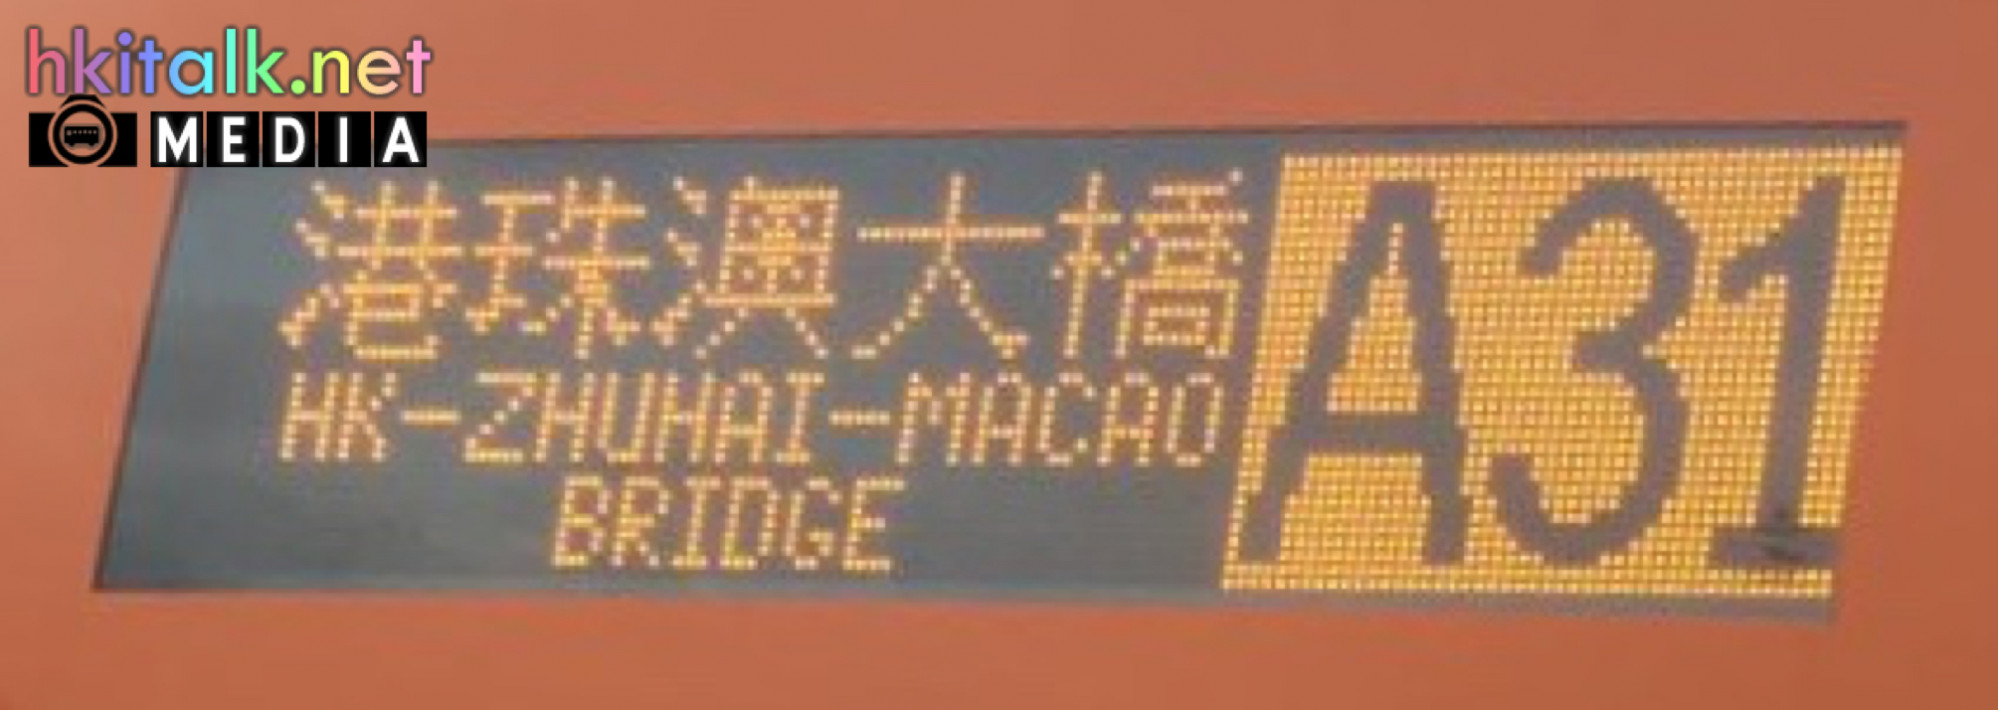 hkitalk.net
MEDIA
港珠澳大橋
HK-ZHUHAI-MACAO
BRIDGE
A31